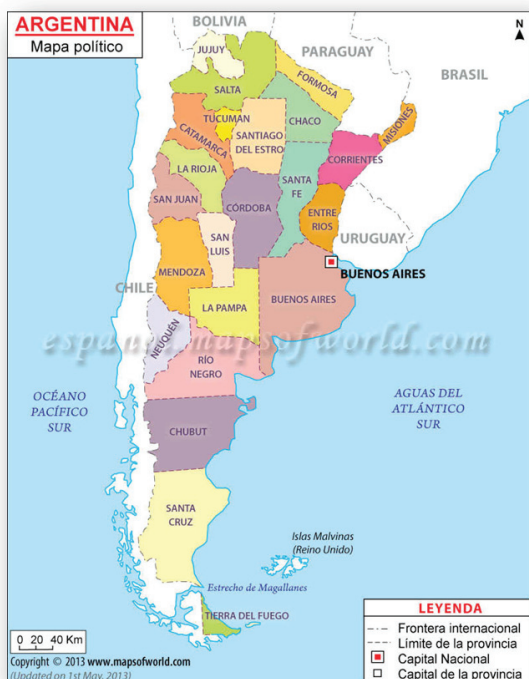 ARGENTINA
Mapa político
N
BOLIVIA
PARAGUAY
BRASIL
JUJUY
FORMOSA
SALTA
CHACO
TUCUMAN
MISIONES
CATAMARCA
SANTIAGO
DEL ESTRO
CORRIENTES
LA RIOJA
SANTA
FE
SAN JUAN
CÓRDOBA
ENTRE
RIOS
SAN
LUIS
URUGUAY
MENDOZA
BUENOS AIRES
CHILE
LA PAMPA
BUENOS AIRES
NEUQUÉN
espanol.mapsofworld.com
RÍO
NEGRO
OCÉANO
PACÍFICO
SUR
AGUAS DEL
ATLÁNTICO
SUR
CHUBUT
SANTA
CRUZ
Islas Malvinas
(Reino Unido)
Estrecho de Magallanes
TIERRA DEL FUEGO
LEYENDA
Frontera internacional
Límite de la provincia
Capital Nacional
Capital de la provincia
0 20 40 Km
Copyright © 2013 www.mapsofworld.com
(Updated on 1st May, 2013)